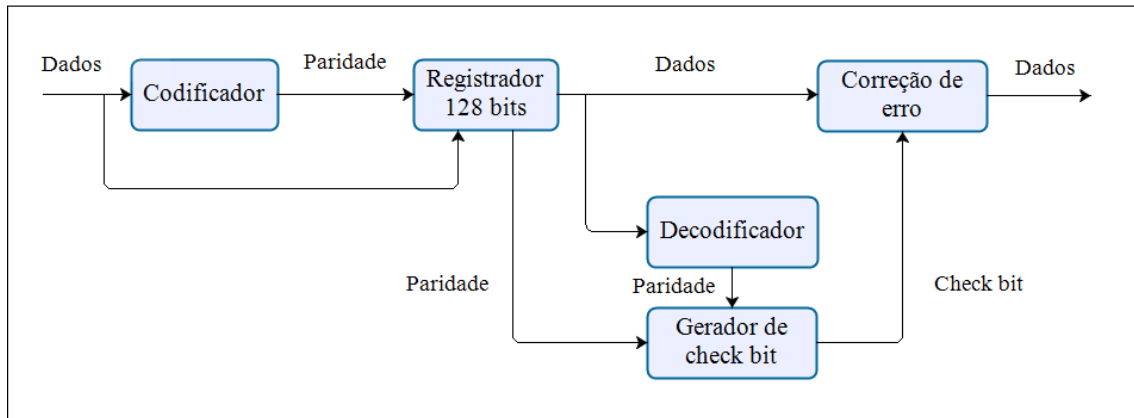 Dados
Codificador
Paridade
Registrador
128 bits
Dados
Correção de
erro
Dados
Decodificador
Paridade
Paridade
Check bit
Gerador de
check bit